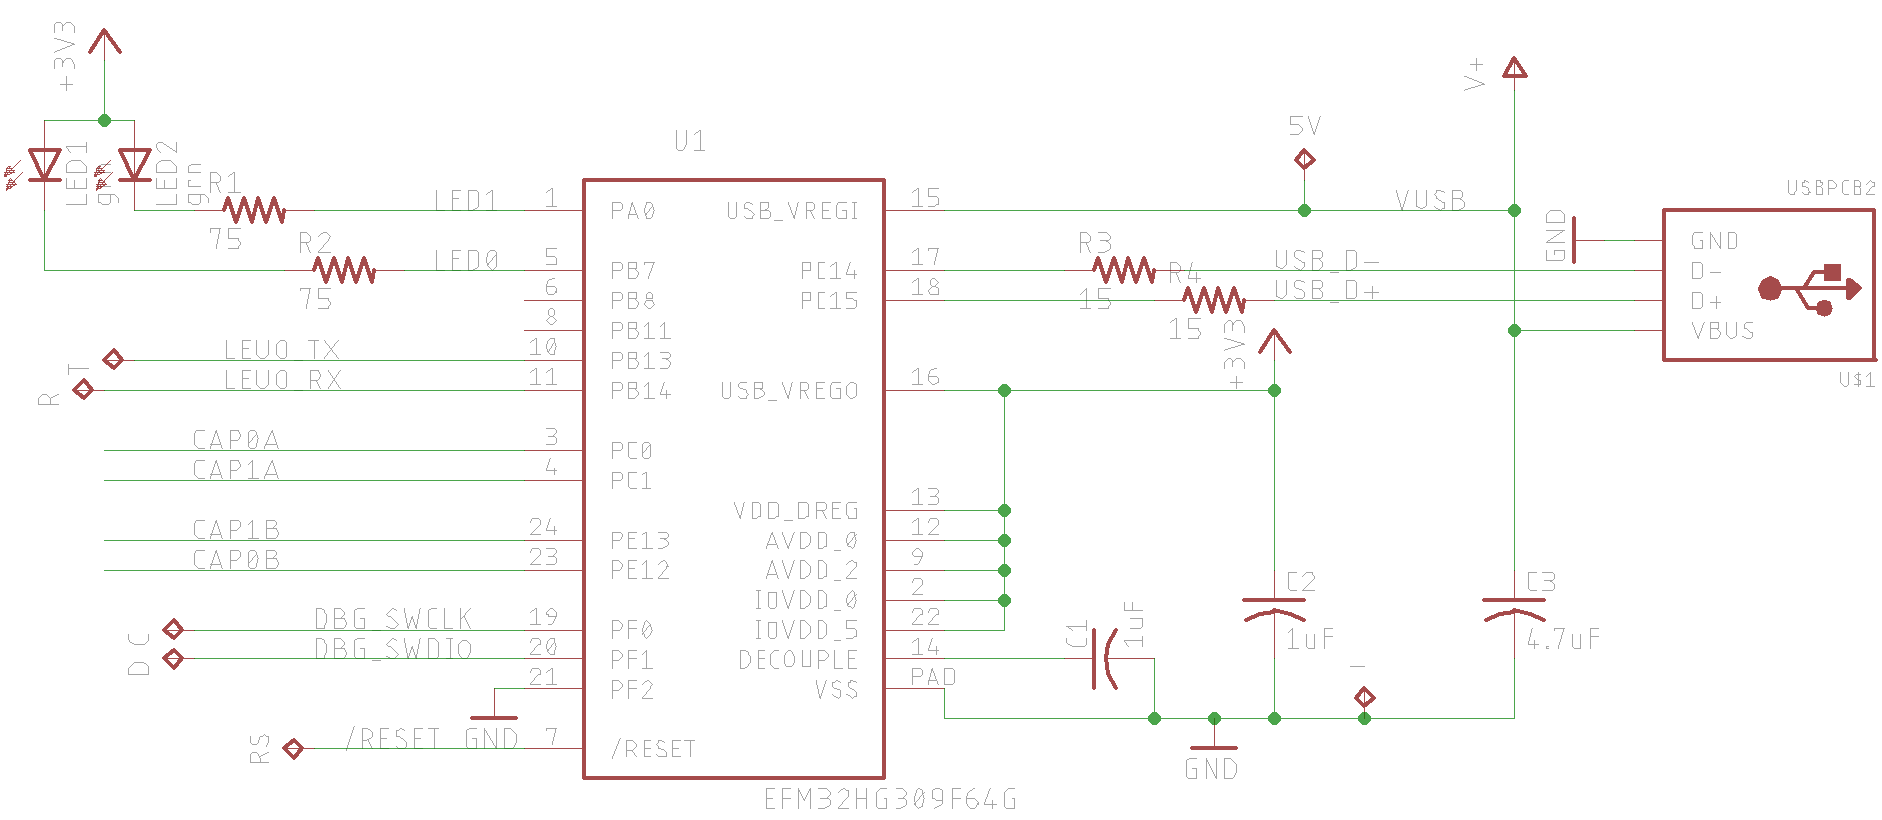 +3V3
LED1
grn
LED2
grn
R1
75
R2
75
LED1
LED0
U1
1
PA0
5
PB7
6
PB8
8
PB11
10
PB13
11
PB14
3
PC0
4
PC1
24
PE13
23
PE12
19
PF0
20
PF1
21
PF2
7
/RESET
T
R
LEU0_TX
LEU0_RX
CAP0A
CAP1A
CAP1B
CAP0B
D C
DBG_SWCLK
DBG_SWDIO
RS
/RESET
GND
USB_VREGI
15
PC14
17
PC15
18
USB_VREGO
16
VDD_DREG
13
AVDD_0
12
AVDD_2
9
IOVDD_0
2
IOVDD_5
22
DECOUPLE
14
VSS
PAD
EFM32HG309F64G
5V
V+
VUSB
R3
15
R4
15
USB_D-
USB_D+
+3V3
C1
1uF
C2
1uF
C3
4.7uF
-
GND
GND
USBPCB2
GND
D-
D+
VBUS
U$1